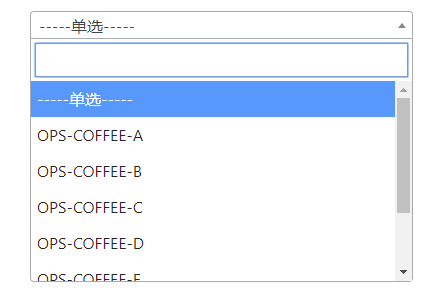 -----单选-----
-----单选-----
OPS-COFFEE-A
OPS-COFFEE-B
OPS-COFFEE-C
OPS-COFFEE-D